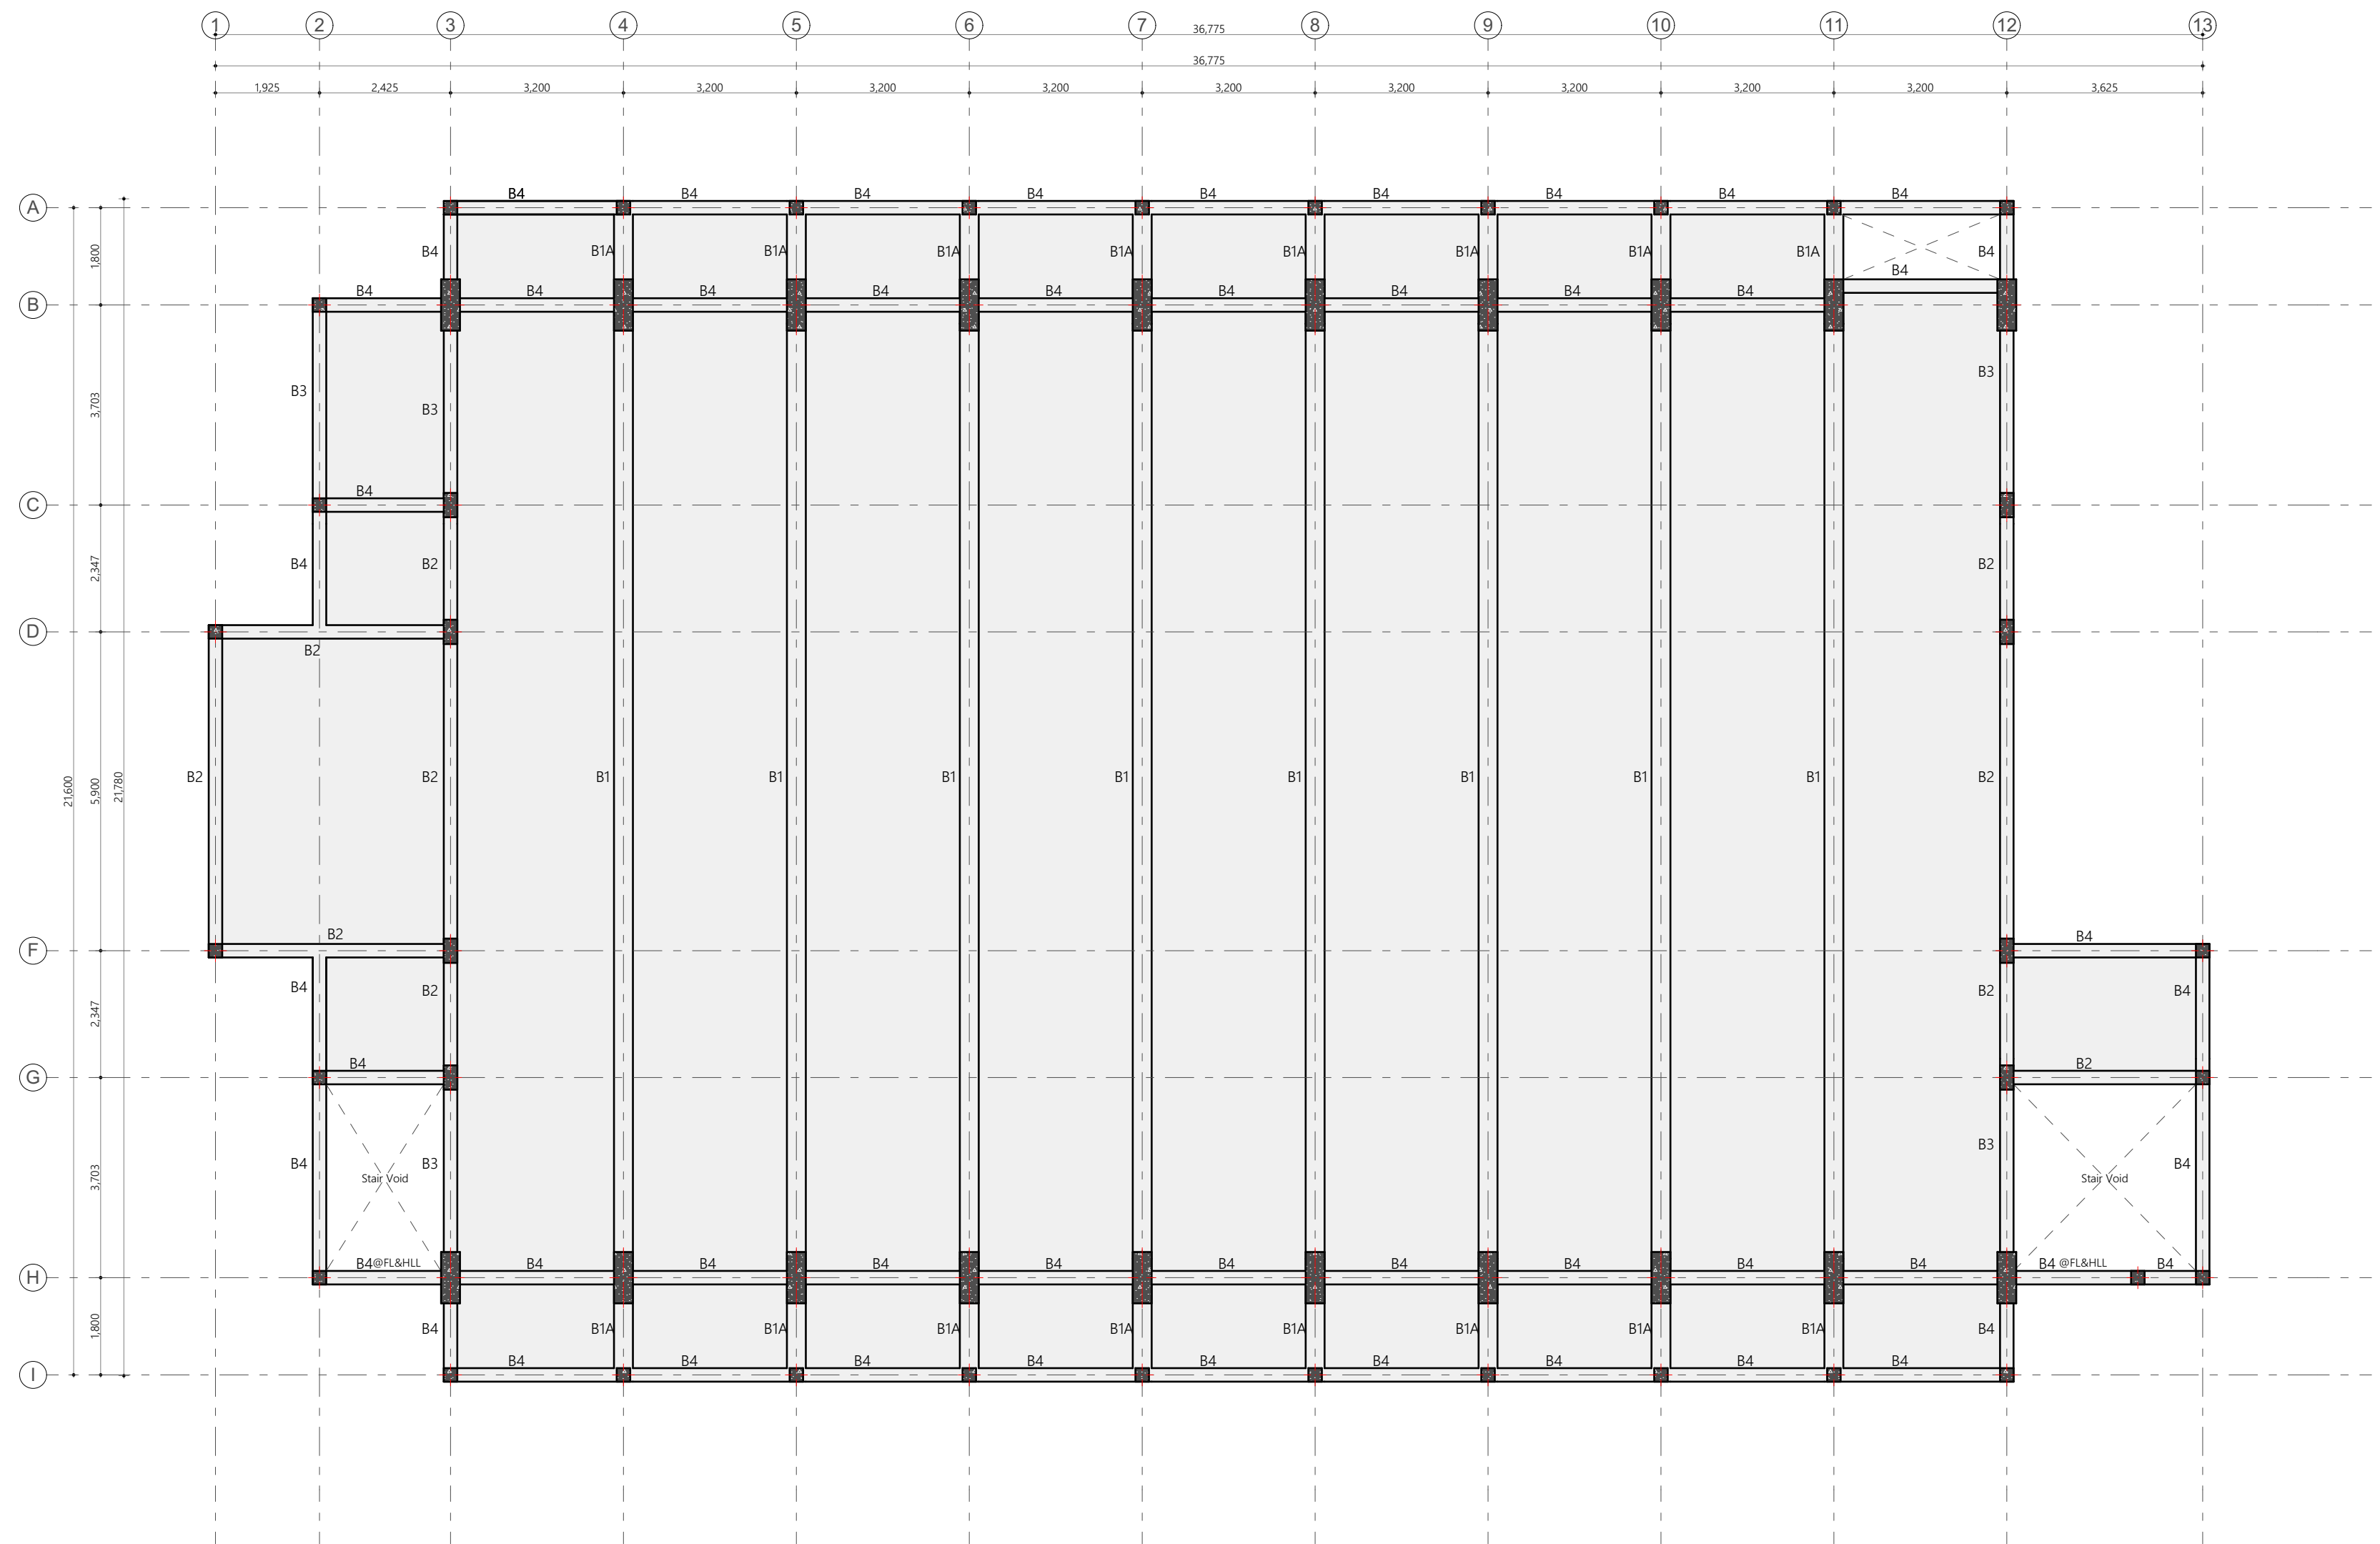 1 2 3 4 5 6 7 8 9 10 11 12 13
36,775
36,775
1,925 2,425 3,200 3,200 3,200 3,200 3,200 3,200 3,200 3,200 3,200 3,625
B4 B4 B4 B4 B4 B4 B4 B4 B4
A
1,800
B4 B1A B1A B1A B1A B1A B1A B1A B1A B4
B4
B4 B4 B4 B4 B4 B4 B4 B4 B4
B
B3
B3
3,703
B3
B4
C
B4 B2 B2
2,347
D
B2
B2 B2 B1 B1 B1 B1 B1 B1 B1 B1 B2
21,600
5,900
21,780
B2 B4
F
B4 B2 B2 B4
2,347
B4 B2
G
B3
B4 B3 B4
3,703
Stair Void Stair Void
B4 @FL&HLL B4 B4 B4 B4 B4 B4 B4 B4 B4 B4 @FL&HLL B4
H
1,800
B4 B1A B1A B1A B1A B1A B1A B1A B1A B4
B4 B4 B4 B4 B4 B4 B4 B4 B4
I